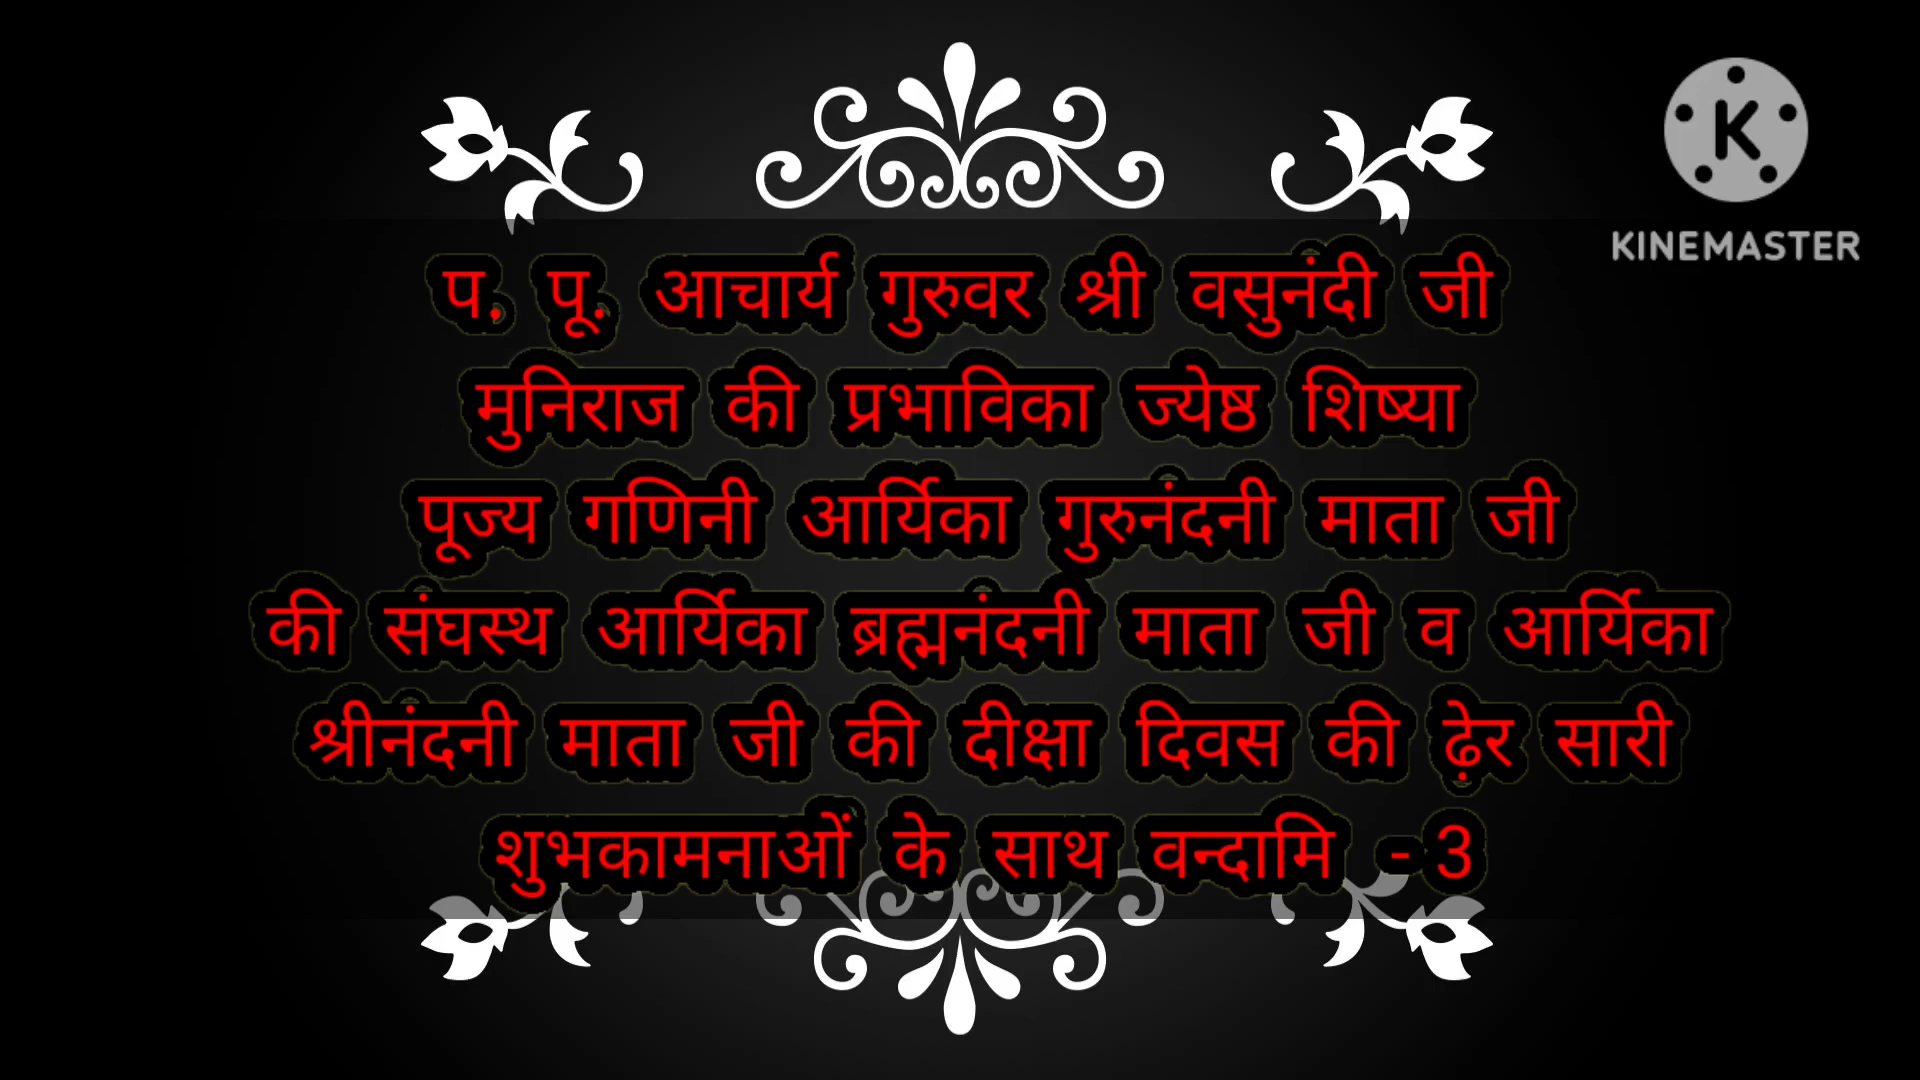 KINEMASTER
प. पू. आचार्य गुरुवर श्री वसुनंदी जी
मुनिराज की प्रभाविका ज्येष्ठ शिष्या
पूज्य गणिनी आर्यिका गुरुनंदनी माता जी
की संघस्थ आर्यिका ब्रह्मनंदनी माता जी व आर्यिका
श्रीनंदनी माता जी की दीक्षा दिवस की ढ़ेर सारी
शुभकामनाओं के साथ वन्दामि - 3